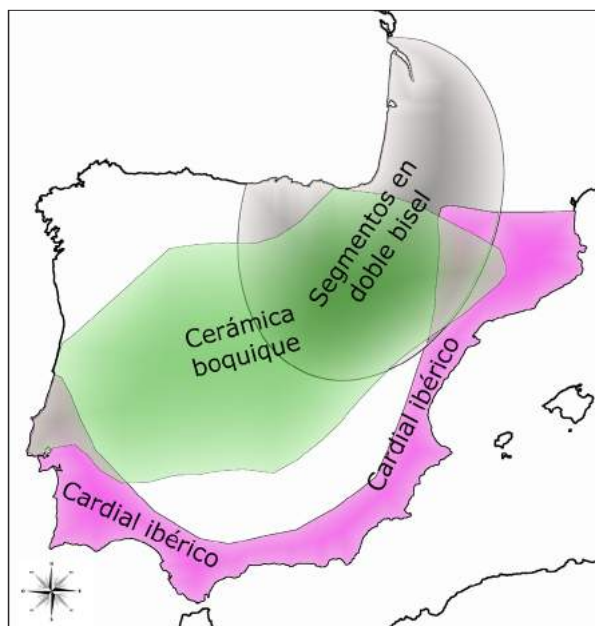 Segmentos en
doble bisel
Cerámica
boquique
Cardial ibérico
Cardial ibérico